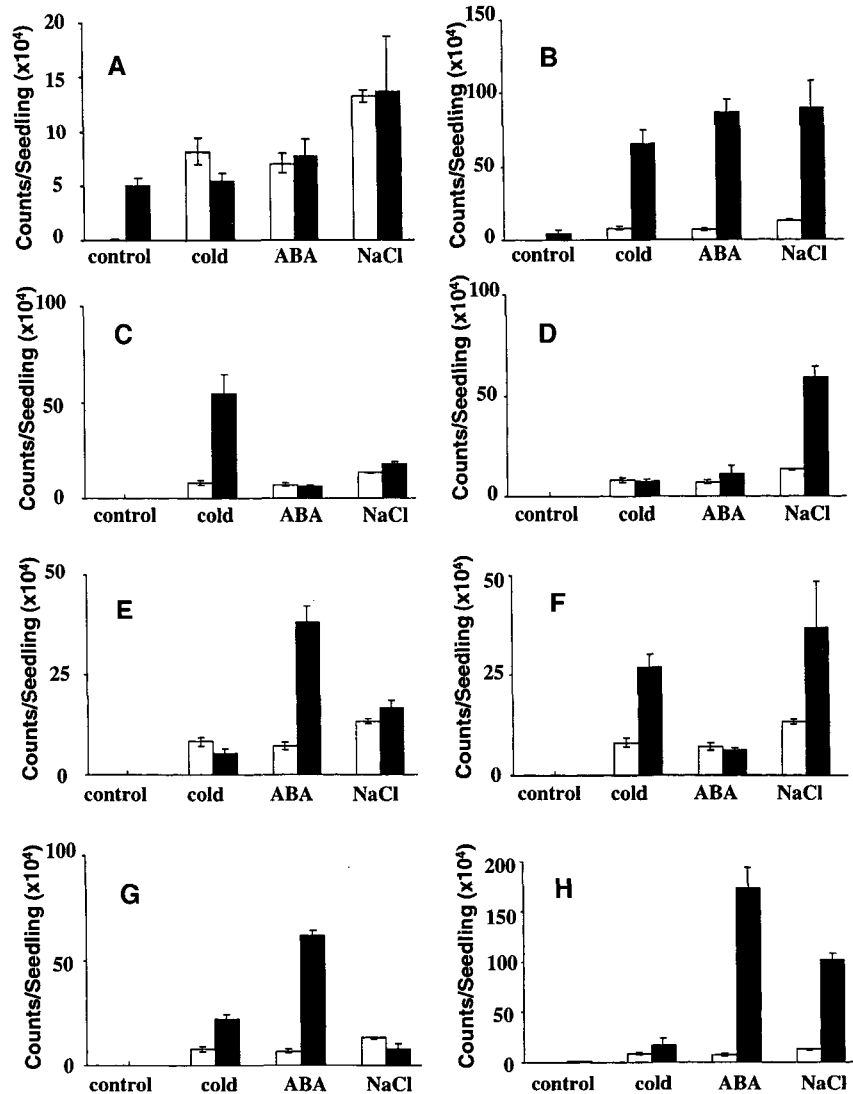 A
Counts/Seedling (x10⁴)
20
15
10
5
0
control cold ABA NaCl
B
Counts/Seedling (x10⁴)
150
100
50
0
control cold ABA NaCl
C
Counts/Seedling (x10⁴)
100
50
0
control cold ABA NaCl
D
Counts/Seedling (x10⁴)
100
50
0
control cold ABA NaCl
E
Counts/Seedling (x10⁴)
50
25
0
control cold ABA NaCl
F
Counts/Seedling (x10⁴)
50
25
0
control cold ABA NaCl
G
Counts/Seedling (x10⁴)
100
50
0
control cold ABA NaCl
H
Counts/Seedling (x10⁴)
200
150
100
50
0
control cold ABA NaCl